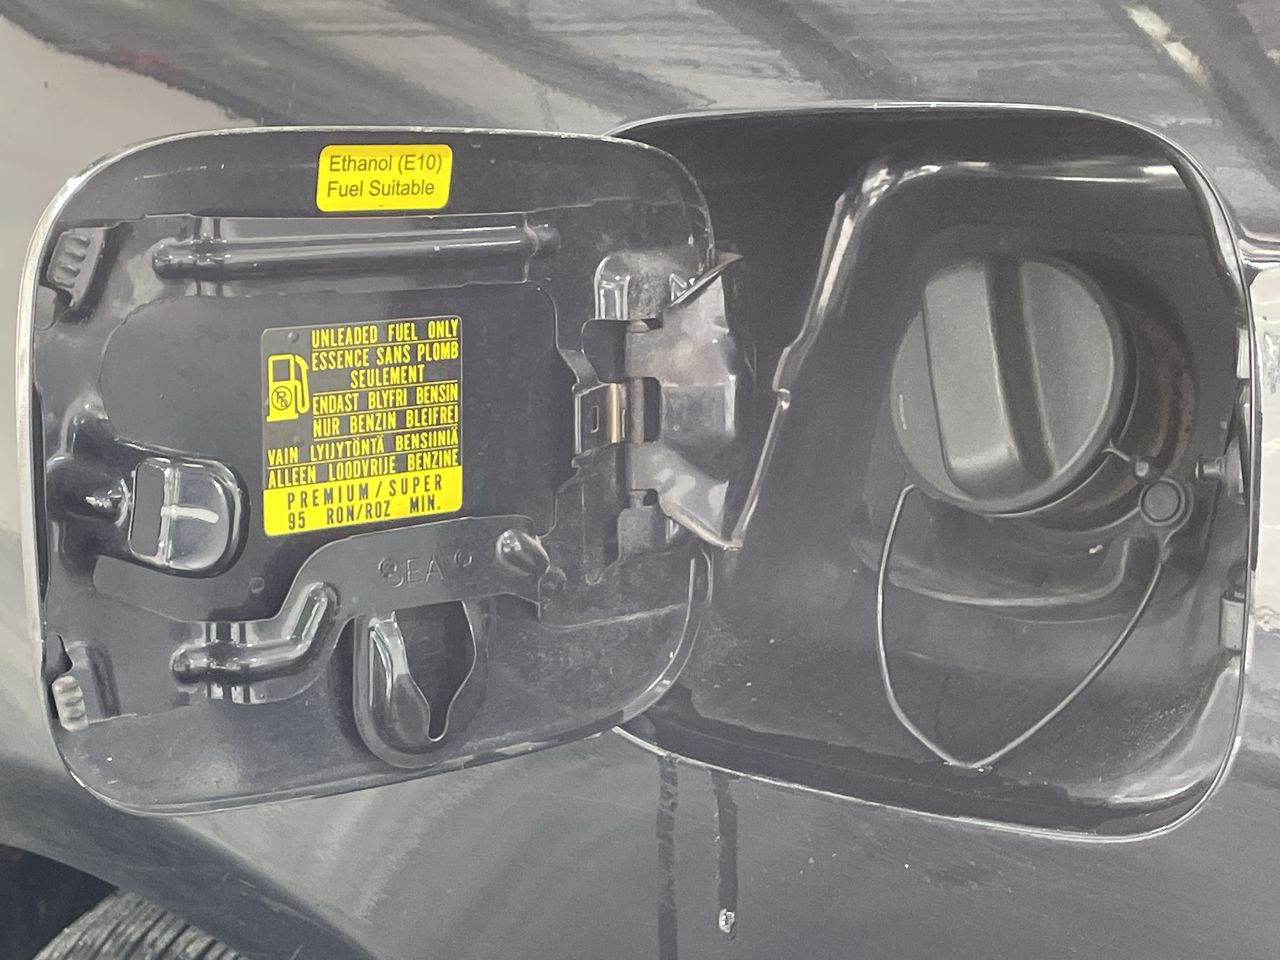 Ethanol (E10)
Fuel Suitable
UNLEADED FUEL ONLY
ESSENCE SANS PLOMB
SEULEMENT
ENDAST BLYFRI BENSIN
NUR BENZIN BLEIFREI
VAIN LYIJYTÖNTÄ BENSIINIÄ
ALLEEN LOODVRIJE BENZINE
PREMIUM/SUPER
95 RON/ROZ MIN.